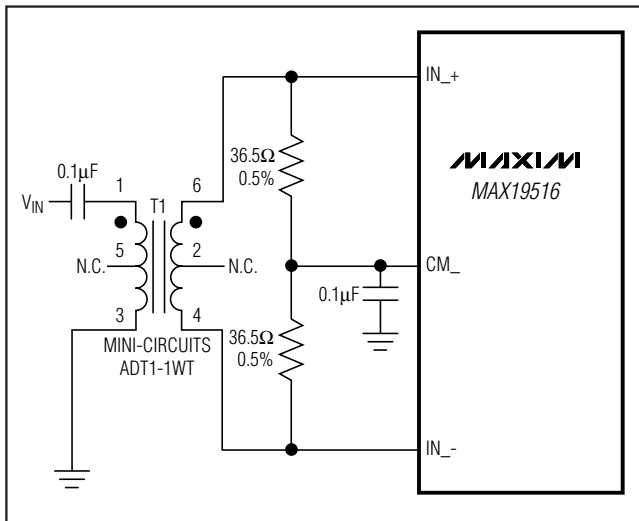 IN_+
MAXIM
MAX19516
36.5Ω
0.5%
0.1μF
VIN
1
6
T1
5
2
N.C.
N.C.
3
4
MINI-CIRCUITS
ADT1-1WT
CM_
0.1μF
36.5Ω
0.5%
IN_-